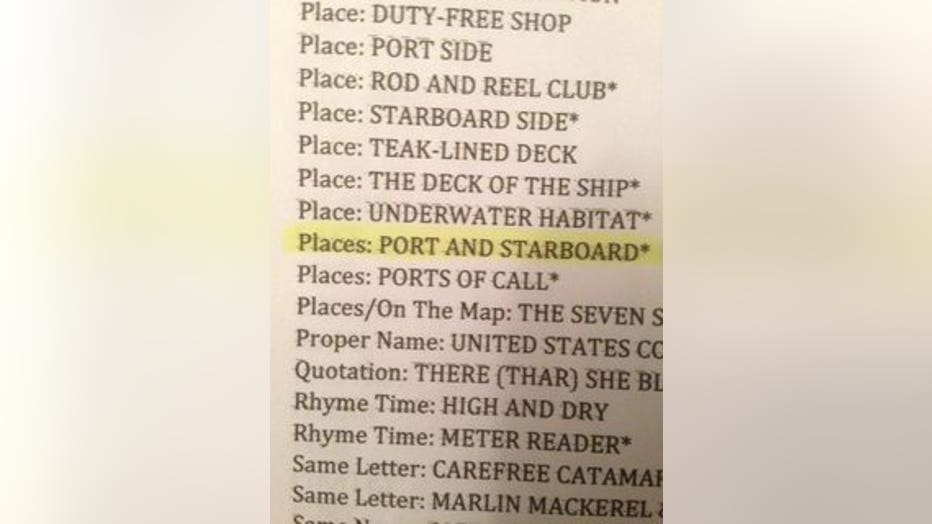 Place: DUTY-FREE SHOP
Place: PORT SIDE
Place: ROD AND REEL CLUB*
Place: STARBOARD SIDE*
Place: TEAK-LINED DECK
Place: THE DECK OF THE SHIP*
Place: UNDERWATER HABITAT*
Places: PORT AND STARBOARD*
Places: PORTS OF CALL*
Places/On The Map: THE SEVEN S
Proper Name: UNITED STATES CO
Quotation: THERE (THAR) SHE BL
Rhyme Time: HIGH AND DRY
Rhyme Time: METER READER*
Same Letter: CAREFREE CATAMAR
Same Letter: MARLIN MACKEREL &